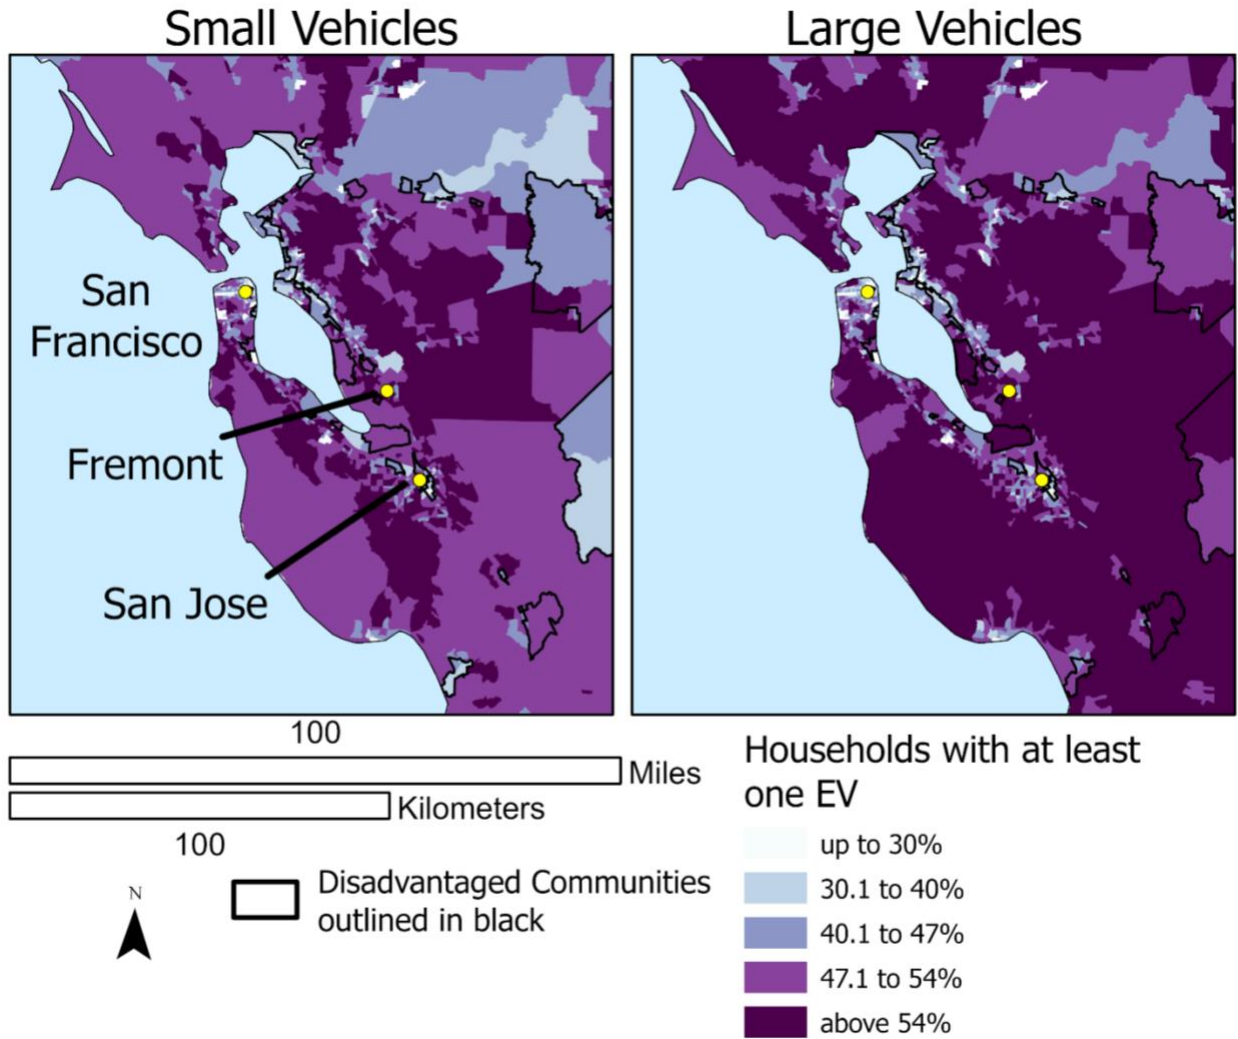 Small Vehicles
Large Vehicles
San
Francisco
Fremont
San Jose
100
Miles
Kilometers
100
N
Disadvantaged Communities
outlined in black
Households with at least
one EV
up to 30%
30.1 to 40%
40.1 to 47%
47.1 to 54%
above 54%